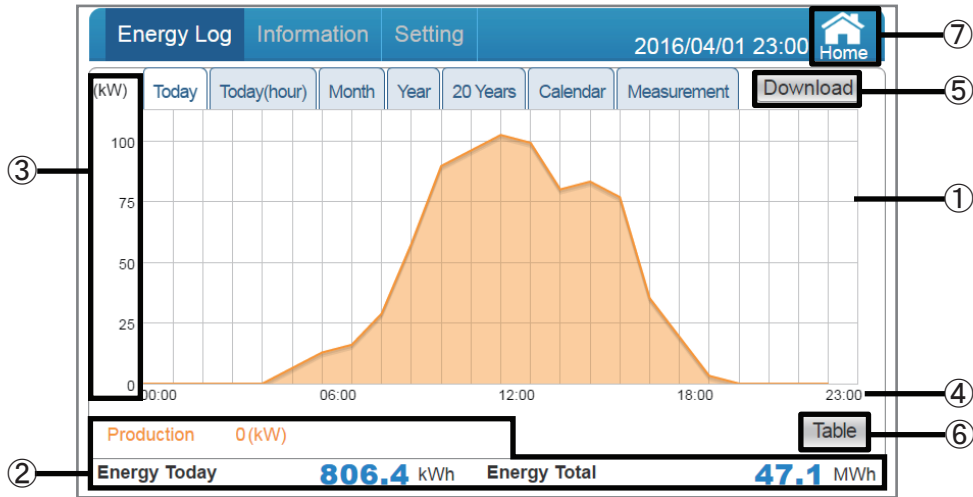 Energy Log Information Setting 2016/04/01 23:00 Home ⑦
(kW) Today Today(hour) Month Year 20 Years Calendar Measurement Download ⑤
100
③
75 ①
50
25
0
00:00 06:00 12:00 18:00 23:00 ④
Production 0(kW) Table ⑥
② Energy Today 806.4 kWh Energy Total 47.1 MWh